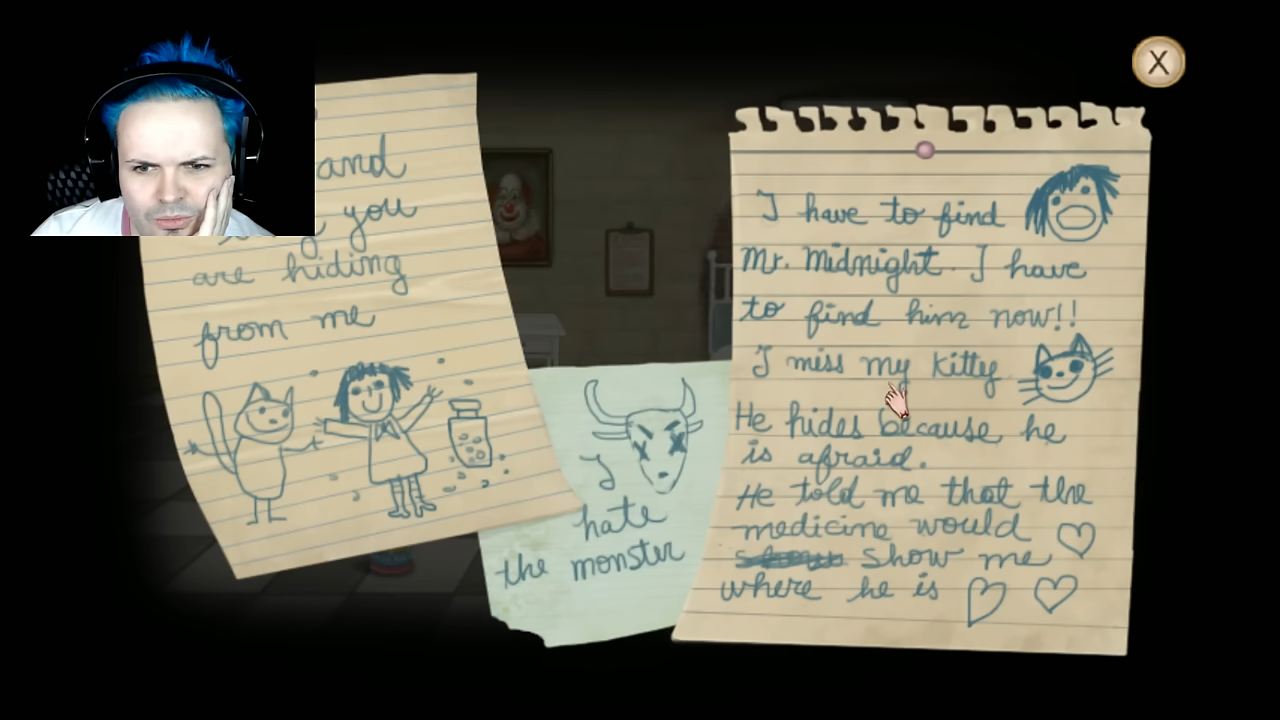 and
you
are hiding
from me
I
hate
the monster
I have to find
Mr. Midnight. I have
to find him now!!
I miss my kitty
He hides because he
is afraid.
He told me that the
medicine would
show me
where he is
X